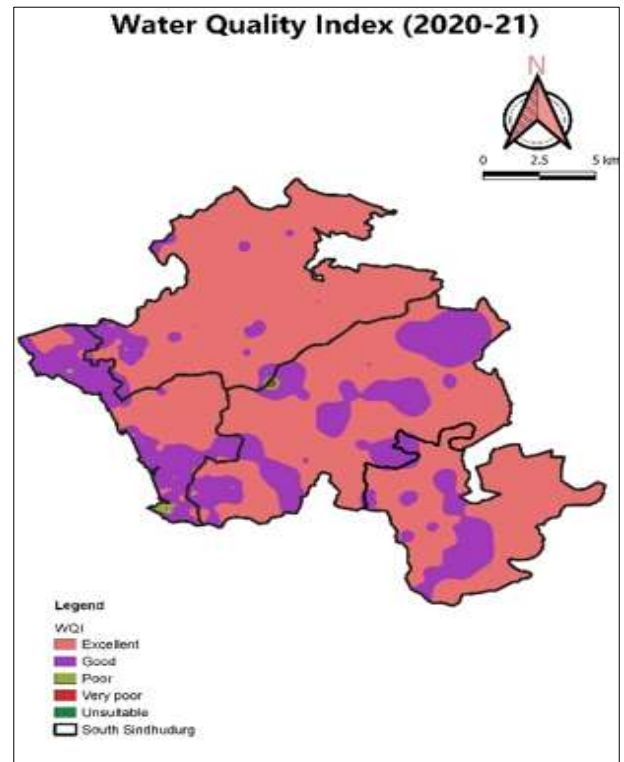 Water Quality Index (2020-21)
N
0 2.5 5 km
Legend
WQI
Excellent
Good
Poor
Very poor
Unsuitable
South Sindhudurg